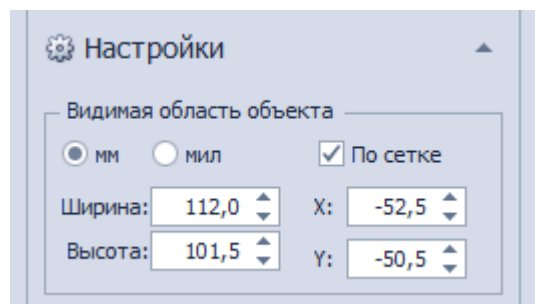 Настройки
Видимая область объекта
мм мил По сетке
Ширина: 112,0 X: -52,5
Высота: 101,5 Y: -50,5